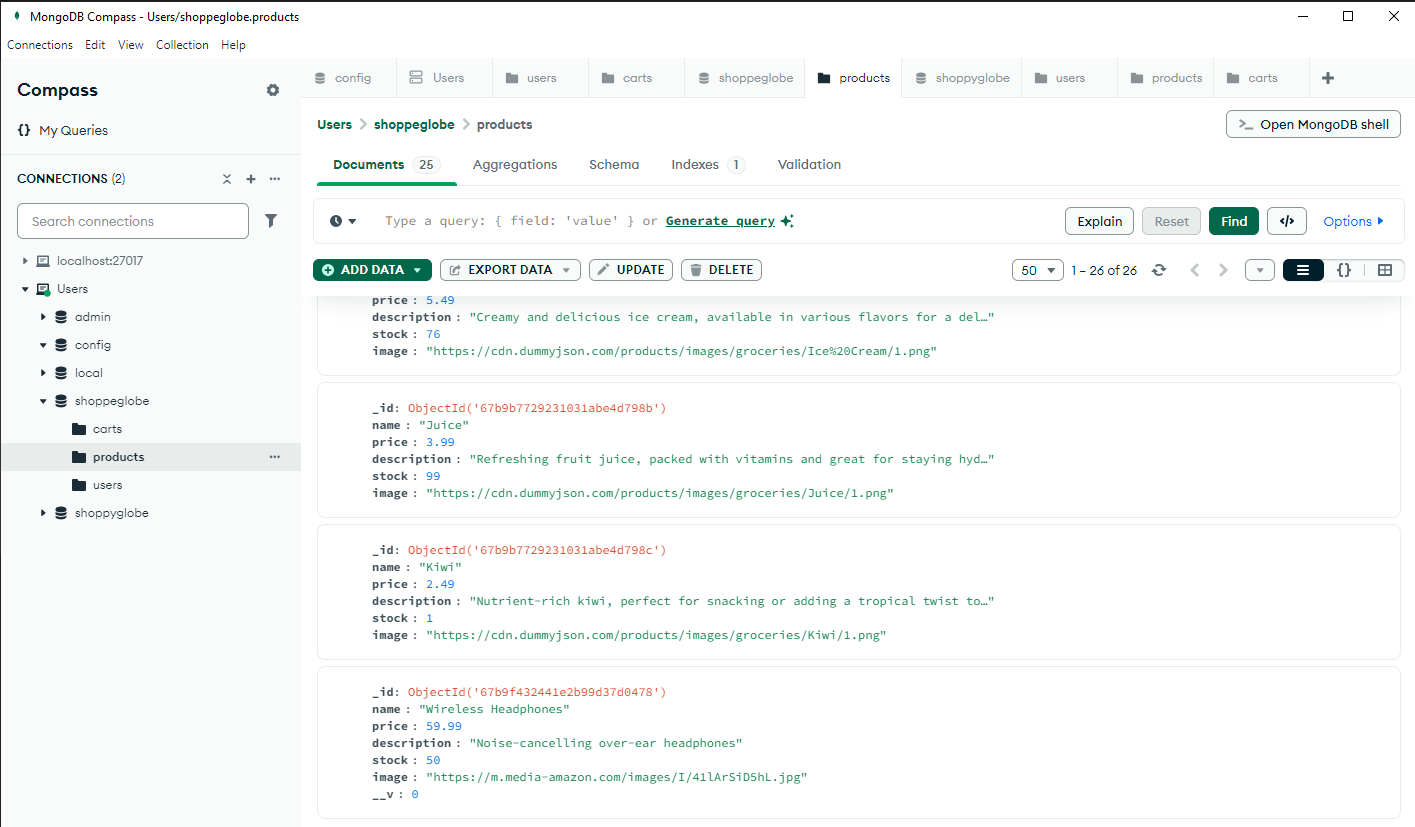 MongoDB Compass - Users/shoppeglobe.products
Connections Edit View Collection Help
Compass
{} My Queries
CONNECTIONS (2)
Search connections
localhost:27017
Users
admin
config
local
shoppeglobe
carts
products
users
shoppyglobe
config Users users carts shoppeglobe products shoppyglobe users products carts
Users > shoppeglobe > products
>_ Open MongoDB shell
Documents 25 Aggregations Schema Indexes 1 Validation
Type a query: { field: 'value' } or Generate query
Explain Reset Find </> Options
ADD DATA EXPORT DATA UPDATE DELETE
50 1 – 26 of 26 {}
price : 5.49
description : "Creamy and delicious ice cream, available in various flavors for a del…"
stock : 76
image : "https://cdn.dummyjson.com/products/images/groceries/Ice%20Cream/1.png"
_id: ObjectId('67b9b7729231031abe4d798b')
name : "Juice"
price : 3.99
description : "Refreshing fruit juice, packed with vitamins and great for staying hyd…"
stock : 99
image : "https://cdn.dummyjson.com/products/images/groceries/Juice/1.png"
_id: ObjectId('67b9b7729231031abe4d798c')
name : "Kiwi"
price : 2.49
description : "Nutrient-rich kiwi, perfect for snacking or adding a tropical twist to…"
stock : 1
image : "https://cdn.dummyjson.com/products/images/groceries/Kiwi/1.png"
_id: ObjectId('67b9f432441e2b99d37d0478')
name : "Wireless Headphones"
price : 59.99
description : "Noise-cancelling over-ear headphones"
stock : 50
image : "https://m.media-amazon.com/images/I/41lArSiD5hL.jpg"
__v : 0